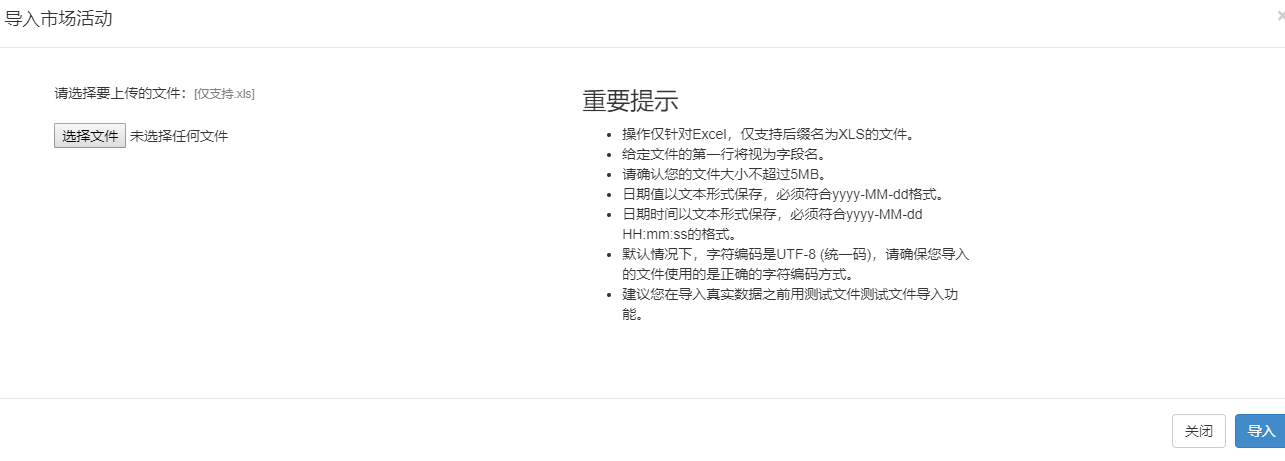 导入市场活动
×
请选择要上传的文件：[仅支持.xls]
选择文件 未选择任何文件
重要提示
操作仅针对Excel，仅支持后缀名为XLS的文件。
给定文件的第一行将视为字段名。
请确认您的文件大小不超过5MB。
日期值以文本形式保存，必须符合yyyy-MM-dd格式。
日期时间以文本形式保存，必须符合yyyy-MM-dd
HH:mm:ss的格式。
默认情况下，字符编码是UTF-8 (统一码)，请确保您导入
的文件使用的是正确的字符编码方式。
建议您在导入真实数据之前用测试文件测试文件导入功
能。
关闭
导入